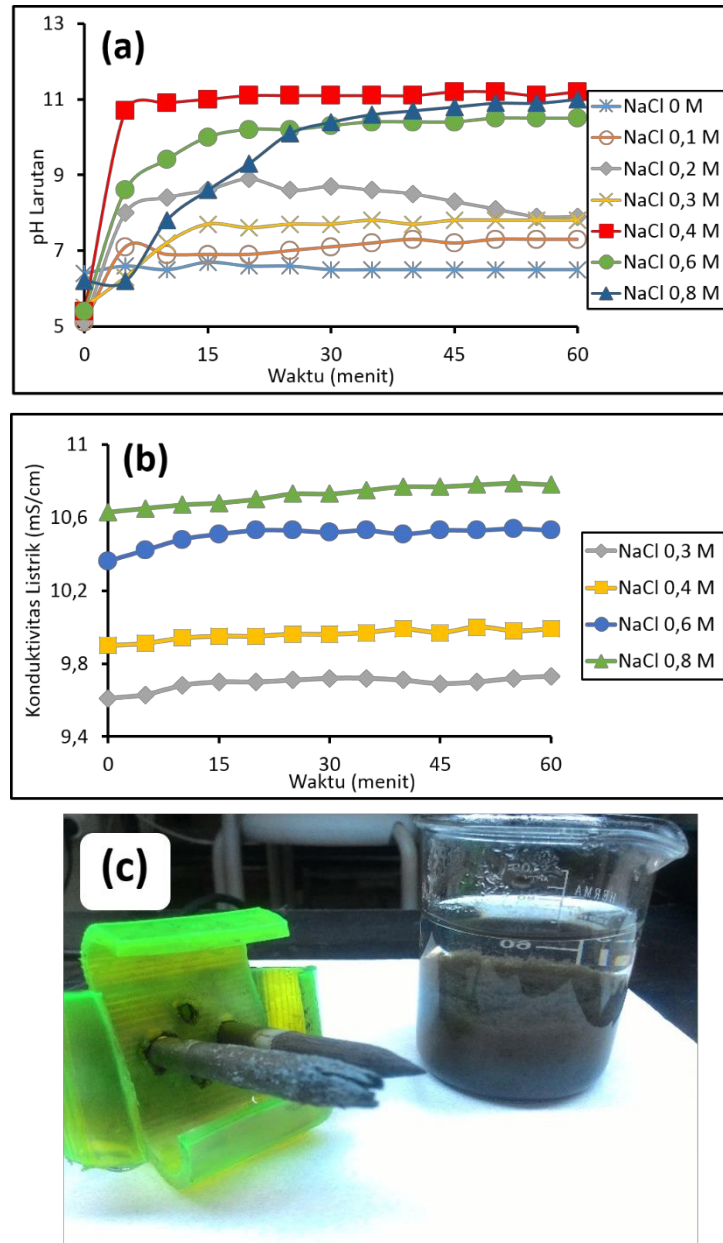 (a)
13
11
9
7
5
pH Larutan
0
15
30
45
60
Waktu (menit)
NaCl 0 M
NaCl 0,1 M
NaCl 0,2 M
NaCl 0,3 M
NaCl 0,4 M
NaCl 0,6 M
NaCl 0,8 M
(b)
11
10,6
10,2
9,8
9,4
Konduktivitas Listrik (mS/cm)
0
15
30
45
60
Waktu (menit)
NaCl 0,3 M
NaCl 0,4 M
NaCl 0,6 M
NaCl 0,8 M
(c)
HERMA
60